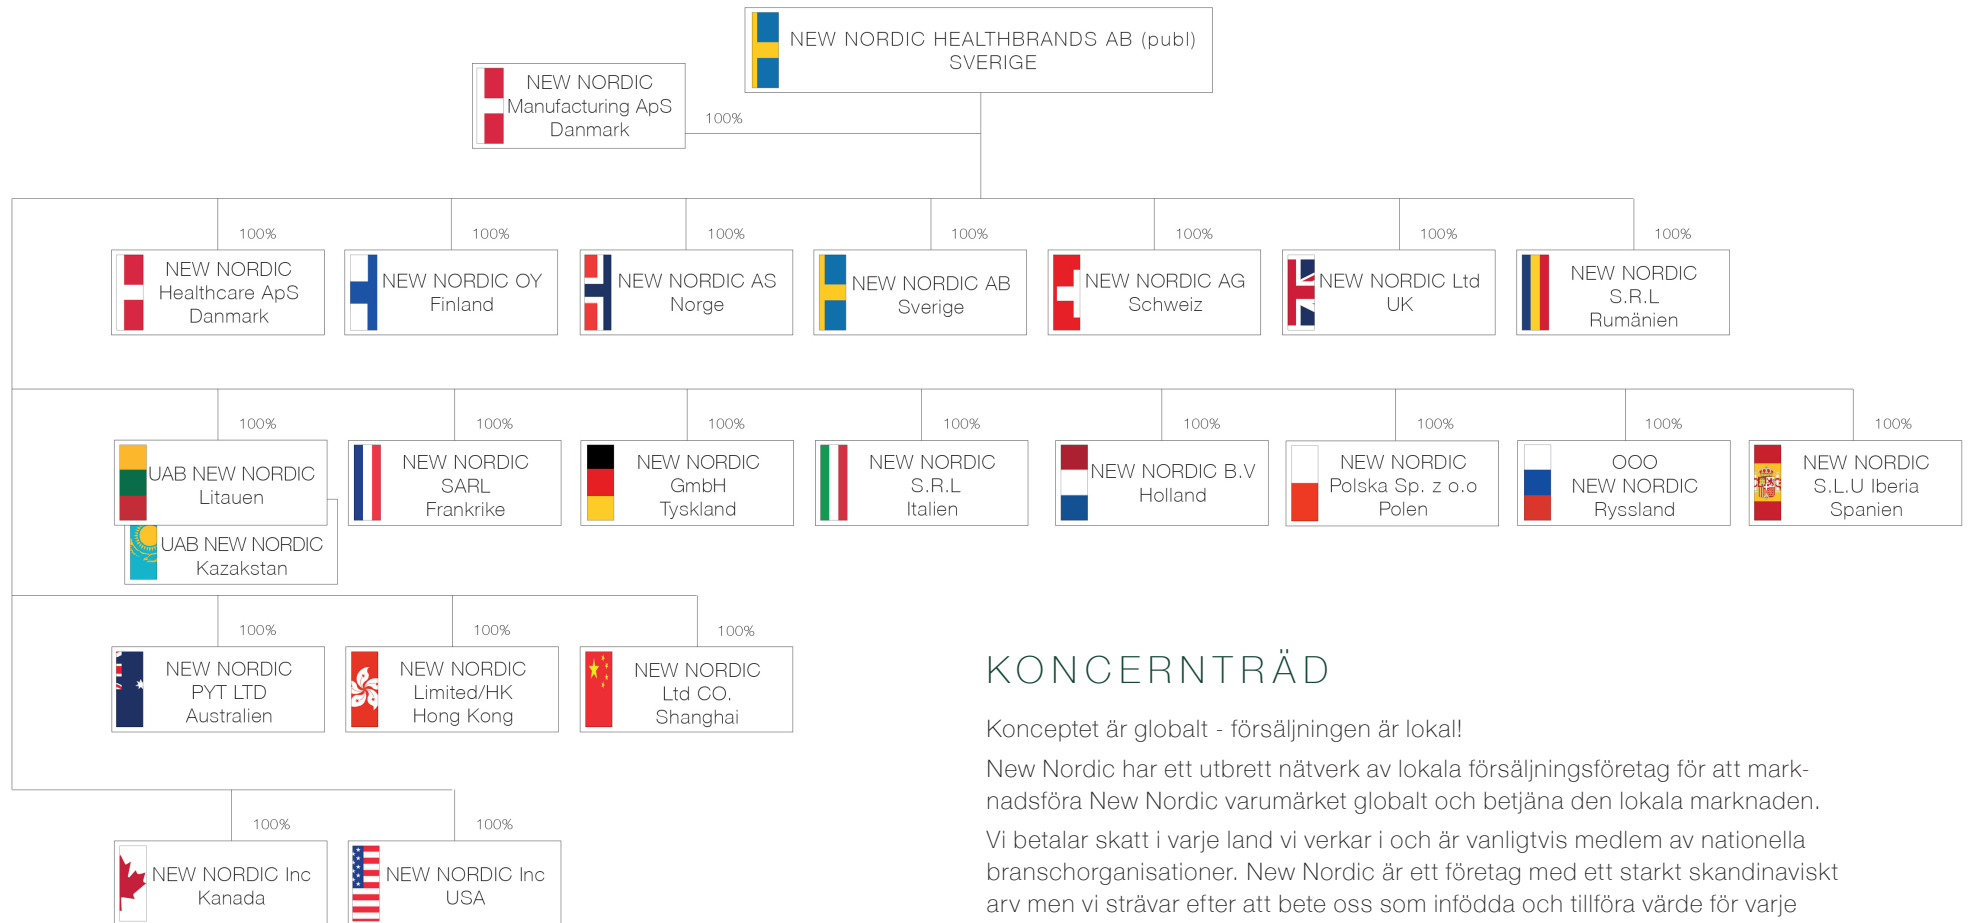 NEW NORDIC HEALTHBRANDS AB (publ)
SVERIGE
NEW NORDIC
Manufacturing ApS
Danmark
100%
100%
NEW NORDIC
Healthcare ApS
Danmark
100%
NEW NORDIC OY
Finland
100%
NEW NORDIC AS
Norge
100%
NEW NORDIC AB
Sverige
100%
NEW NORDIC AG
Schweiz
100%
NEW NORDIC Ltd
UK
100%
NEW NORDIC
S.R.L
Rumänien
100%
UAB NEW NORDIC
Litauen
UAB NEW NORDIC
Kazakstan
100%
NEW NORDIC
SARL
Frankrike
100%
NEW NORDIC
GmbH
Tyskland
100%
NEW NORDIC
S.R.L
Italien
100%
NEW NORDIC B.V
Holland
100%
NEW NORDIC
Polska Sp. z o.o
Polen
100%
OOO
NEW NORDIC
Ryssland
100%
NEW NORDIC
S.L.U Iberia
Spanien
100%
NEW NORDIC
PYT LTD
Australien
100%
NEW NORDIC
Limited/HK
Hong Kong
100%
NEW NORDIC
Ltd CO.
Shanghai
100%
NEW NORDIC Inc
Kanada
100%
NEW NORDIC Inc
USA
KONCERNTRÄD
Konceptet är globalt - försäljningen är lokal!
New Nordic har ett utbrett nätverk av lokala försäljningsföretag för att mark-
nadsföra New Nordic varumärket globalt och betjäna den lokala marknaden.
Vi betalar skatt i varje land vi verkar i och är vanligtvis medlem av nationella
branschorganisationer. New Nordic är ett företag med ett starkt skandinaviskt
arv men vi strävar efter att bete oss som infödda och tillföra värde för varje